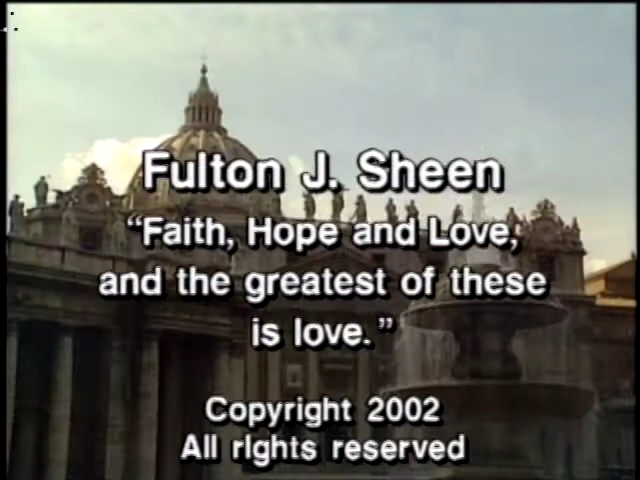 Fulton J. Sheen
“Faith, Hope and Love,
and the greatest of these
is love.”
Copyright 2002
All rights reserved